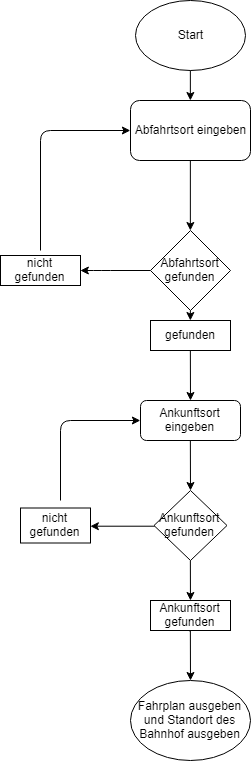 Start
Abfahrtsort eingeben
Abfahrtsort
gefunden
nicht
gefunden
gefunden
Ankunftsort
eingeben
Ankunftsort
gefunden
nicht
gefunden
Ankunftsort
gefunden
Fahrplan ausgeben
und Standort des
Bahnhof ausgeben